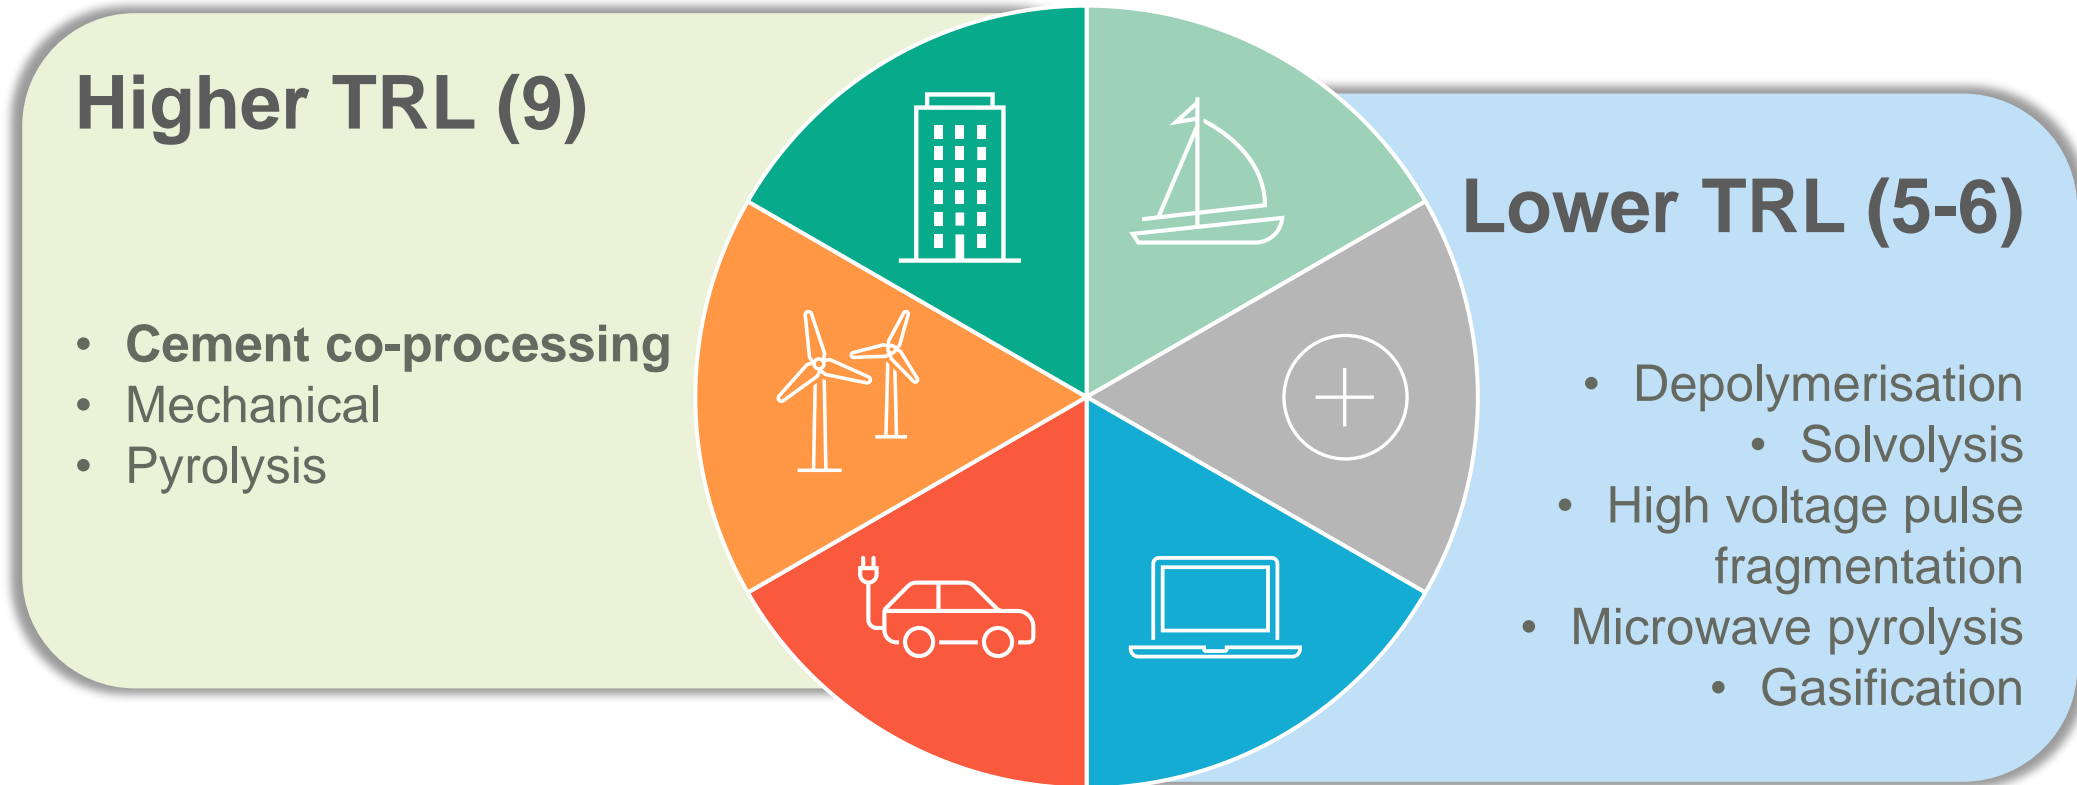 Higher TRL (9)
• Cement co-processing
• Mechanical
• Pyrolysis
Lower TRL (5-6)
• Depolymerisation
• Solvolysis
• High voltage pulse
fragmentation
• Microwave pyrolysis
• Gasification